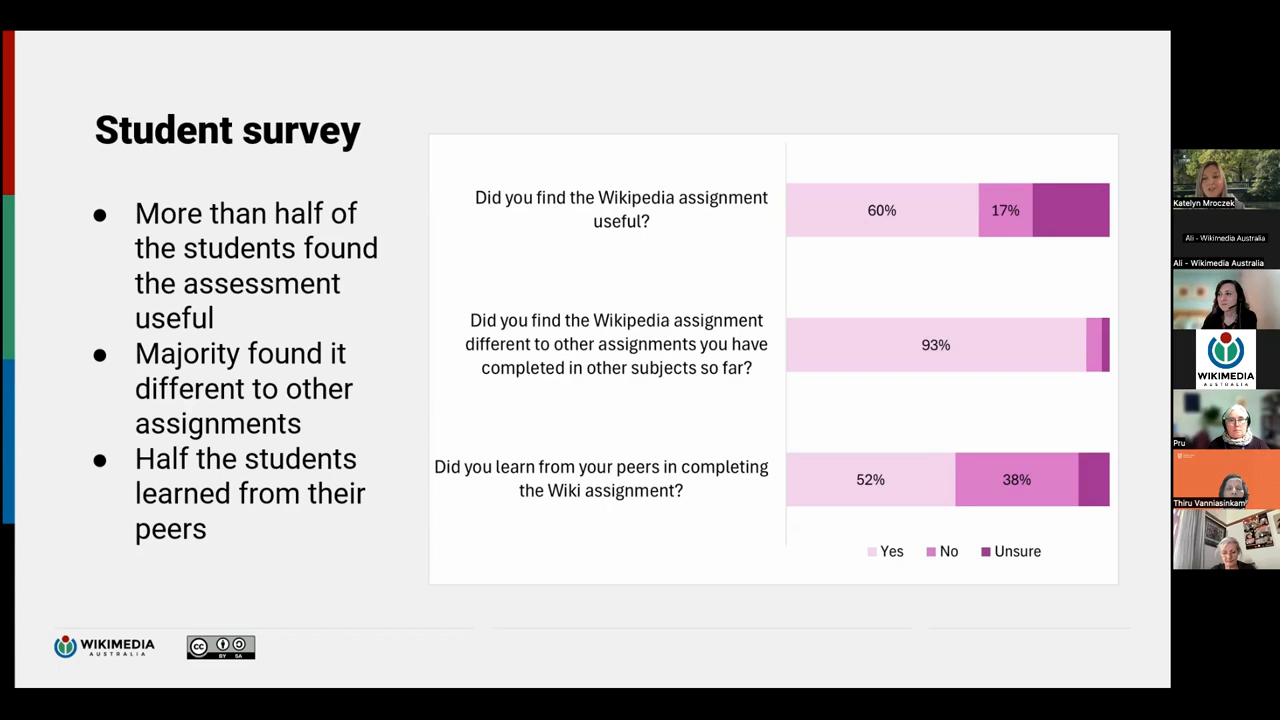 Student survey
● More than half of
the students found
the assessment
useful
● Majority found it
different to other
assignments
● Half the students
learned from their
peers
Did you find the Wikipedia assignment
useful?
60%
17%
Did you find the Wikipedia assignment
different to other assignments you have
completed in other subjects so far?
93%
Did you learn from your peers in completing
the Wiki assignment?
52%
38%
Yes
No
Unsure
WIKIMEDIA
AUSTRALIA
CC
BY SA
Katelyn Mroczek
Ali - Wikimedia Australia
Ali - Wikimedia Australia
WIKIMEDIA
AUSTRALIA
Pru
Thiru Vanniasinkam